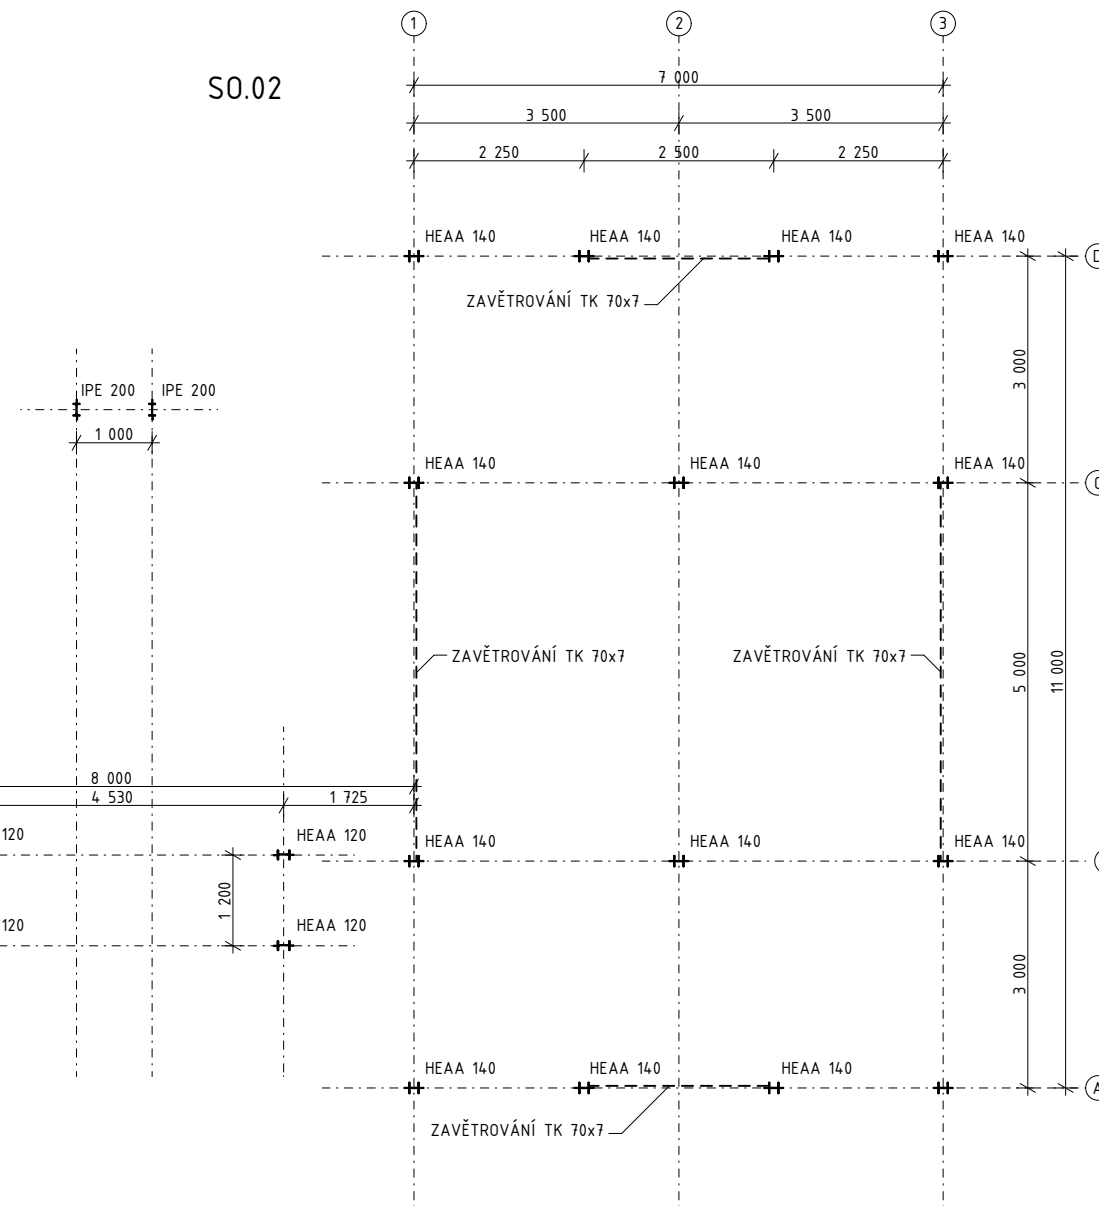 1
2
3
SO.02
7 000
3 500
3 500
2 250
2 500
2 250
HEAA 140
HEAA 140
HEAA 140
HEAA 140
D
ZAVĚTROVÁNÍ TK 70x7
3 000
IPE 200
IPE 200
1 000
HEAA 140
HEAA 140
HEAA 140
C
ZAVĚTROVÁNÍ TK 70x7
ZAVĚTROVÁNÍ TK 70x7
5 000
11 000
8 000
4 530
1 725
120
HEAA 120
HEAA 140
HEAA 140
HEAA 140
1 200
120
HEAA 120
3 000
HEAA 140
HEAA 140
HEAA 140
A
ZAVĚTROVÁNÍ TK 70x7